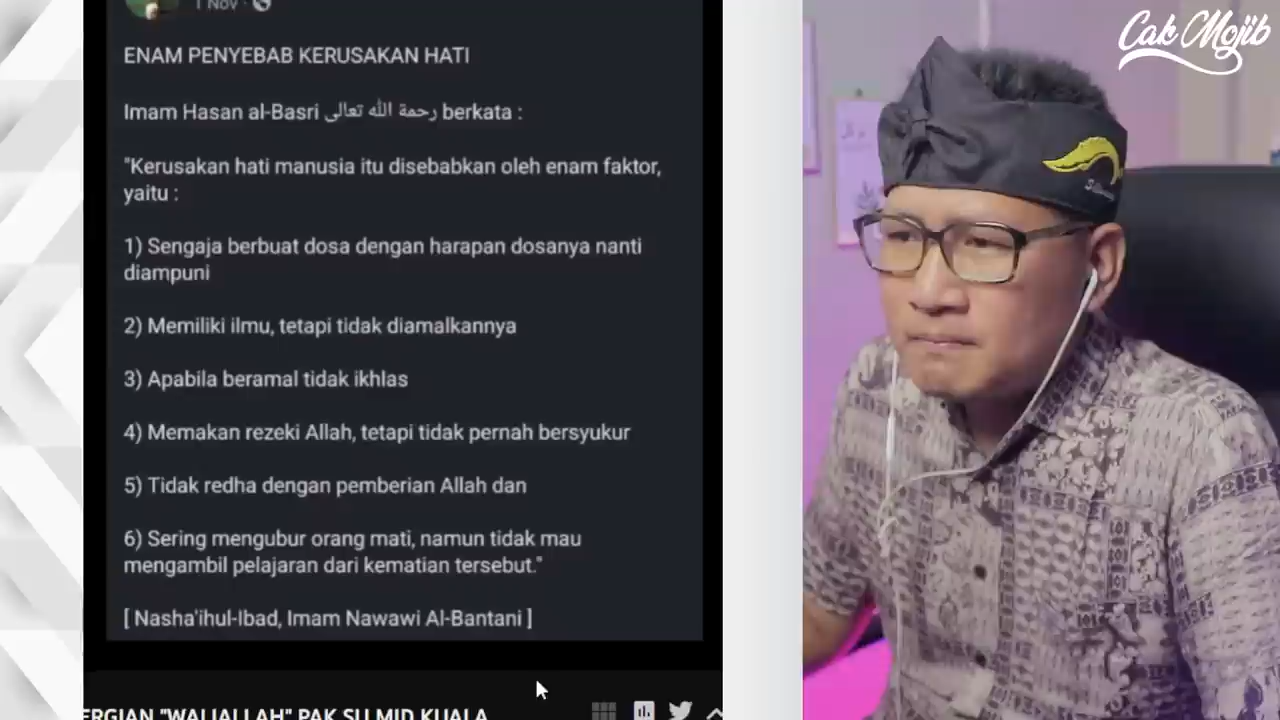 1 Nov
Cak Mojib
ENAM PENYEBAB KERUSAKAN HATI
Imam Hasan al-Basri رحمة الله تعالى berkata :
"Kerusakan hati manusia itu disebabkan oleh enam faktor,
yaitu :
1) Sengaja berbuat dosa dengan harapan dosanya nanti
diampuni
2) Memiliki ilmu, tetapi tidak diamalkannya
3) Apabila beramal tidak ikhlas
4) Memakan rezeki Allah, tetapi tidak pernah bersyukur
5) Tidak redha dengan pemberian Allah dan
6) Sering mengubur orang mati, namun tidak mau
mengambil pelajaran dari kematian tersebut."
[ Nasha'ihul-Ibad, Imam Nawawi Al-Bantani ]
ERGIAN "WALIALLAH" PAK SU MID KUALA